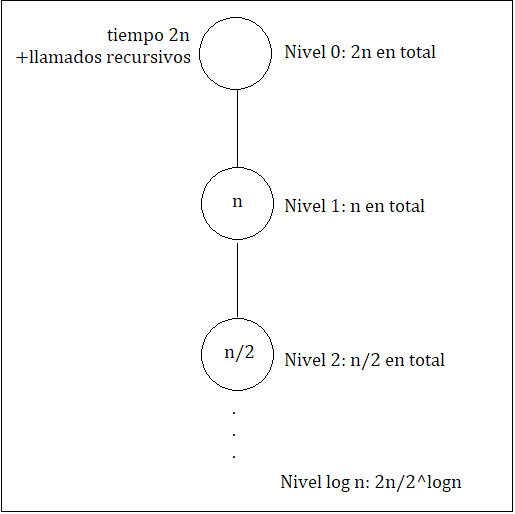 tiempo 2n
+llamados recursivos
Nivel 0: 2n en total
n
Nivel 1: n en total
n/2
Nivel 2: n/2 en total
Nivel log n: 2n/2^logn